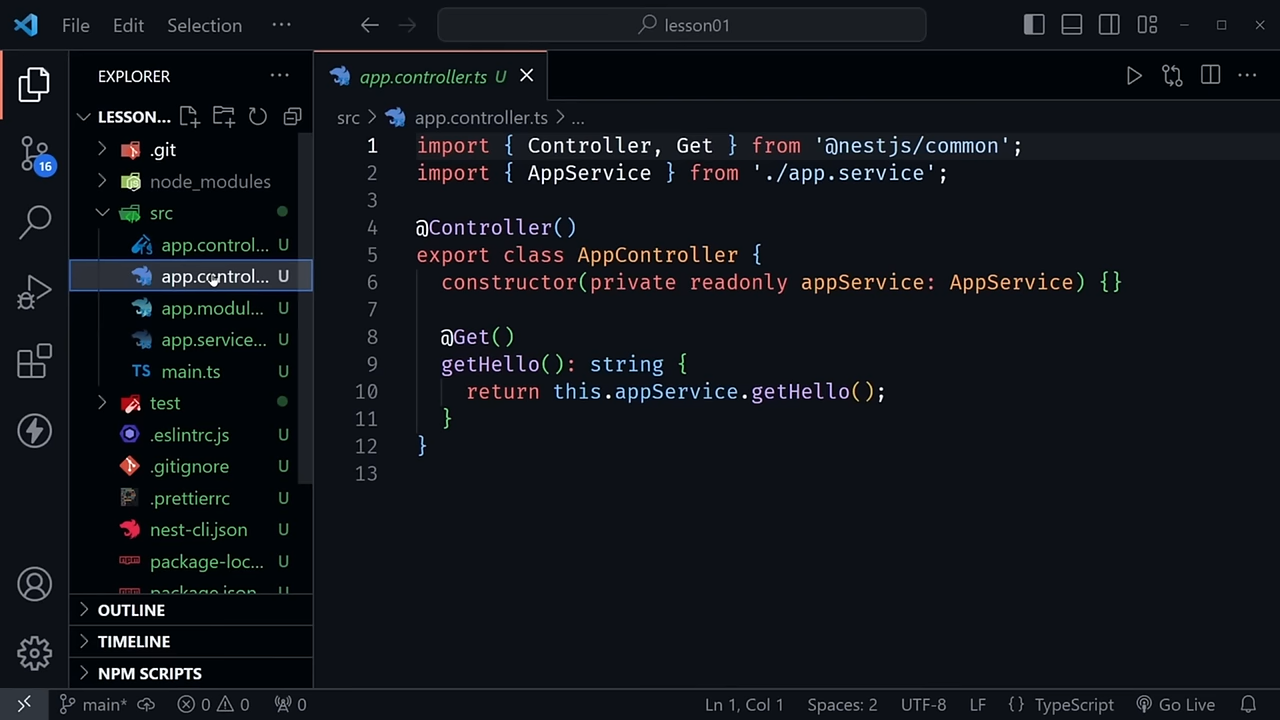 File Edit Selection ··· lesson01
EXPLORER ···
LESSON...
.git
node_modules
src
app.control... U
app.control... U
app.modul... U
app.service... U
TS main.ts U
test
.eslintrc.js U
.gitignore U
.prettierrc U
nest-cli.json U
package-loc... U
package.json U
OUTLINE
TIMELINE
NPM SCRIPTS
16
app.controller.ts U
src > app.controller.ts > ...
1 import { Controller, Get } from '@nestjs/common';
2 import { AppService } from './app.service';
3
4 @Controller()
5 export class AppController {
6 constructor(private readonly appService: AppService) {}
7
8 @Get()
9 getHello(): string {
10 return this.appService.getHello();
11 }
12 }
13
main* 0 0 0 Ln 1, Col 1 Spaces: 2 UTF-8 LF {} TypeScript Go Live